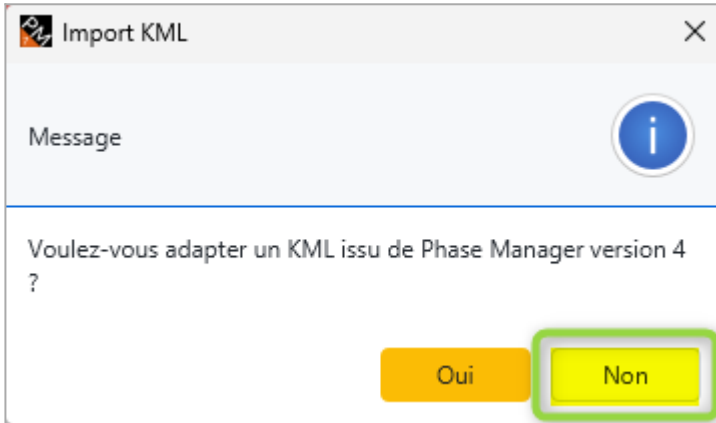 Import KML
Message
Voulez-vous adapter un KML issu de Phase Manager version 4
?
Oui
Non